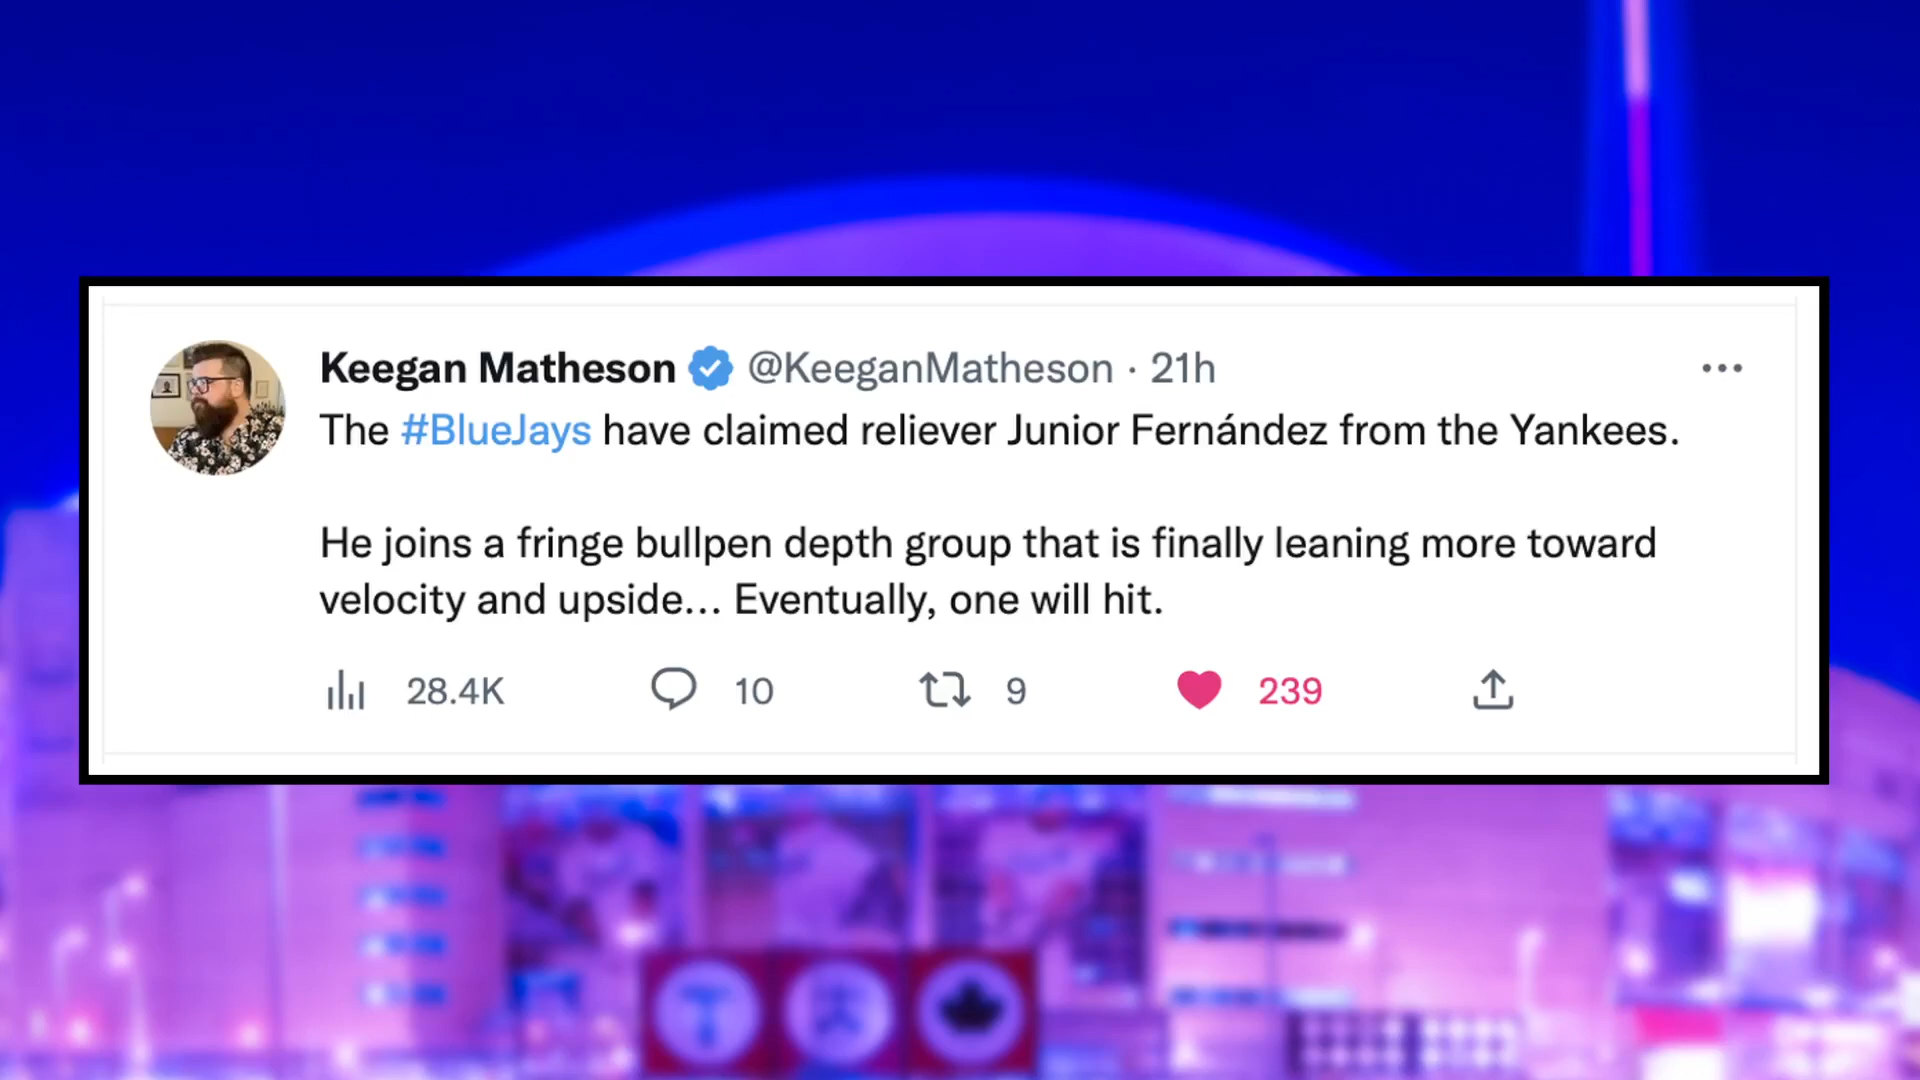 Keegan Matheson @KeeganMatheson · 21h
The #BlueJays have claimed reliever Junior Fernández from the Yankees.
He joins a fringe bullpen depth group that is finally leaning more toward
velocity and upside... Eventually, one will hit.
28.4K 10 9 239